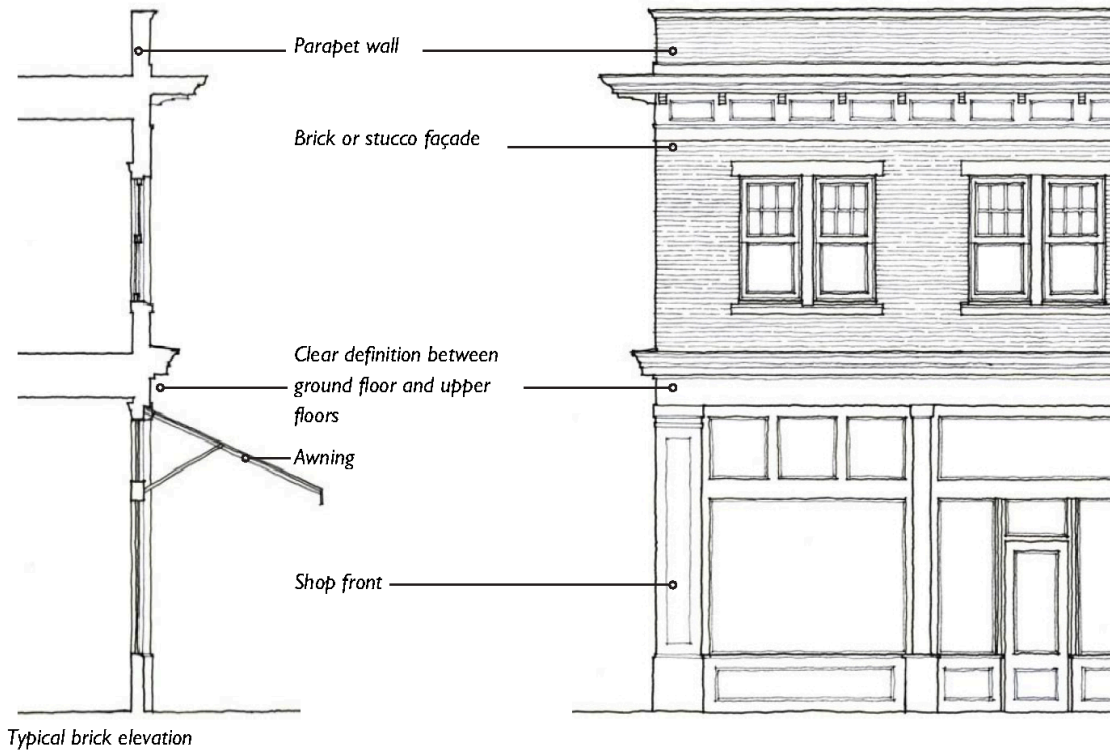 Parapet wall
Brick or stucco façade
Clear definition between
ground floor and upper
floors
Awning
Shop front
Typical brick elevation